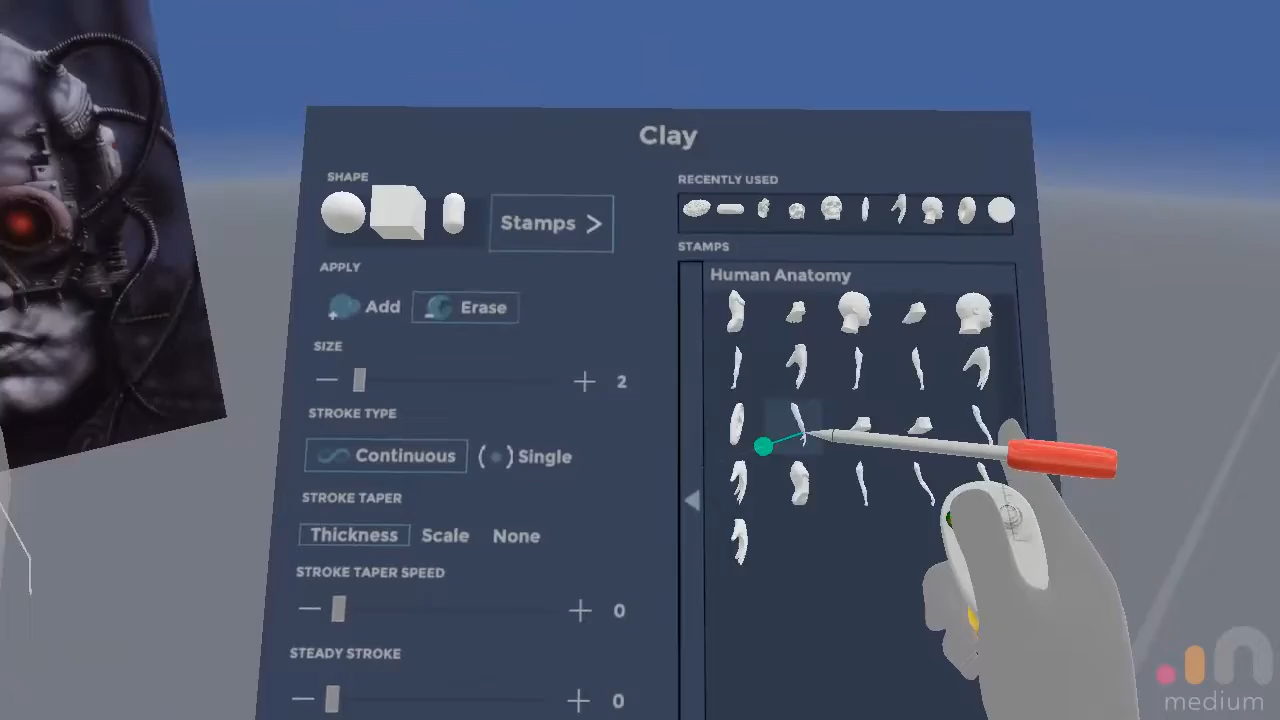 Clay
SHAPE
Stamps >
APPLY
Add
Erase
SIZE
2
STROKE TYPE
Continuous
Single
STROKE TAPER
Thickness Scale None
STROKE TAPER SPEED
0
STEADY STROKE
0
RECENTLY USED
STAMPS
Human Anatomy
medium